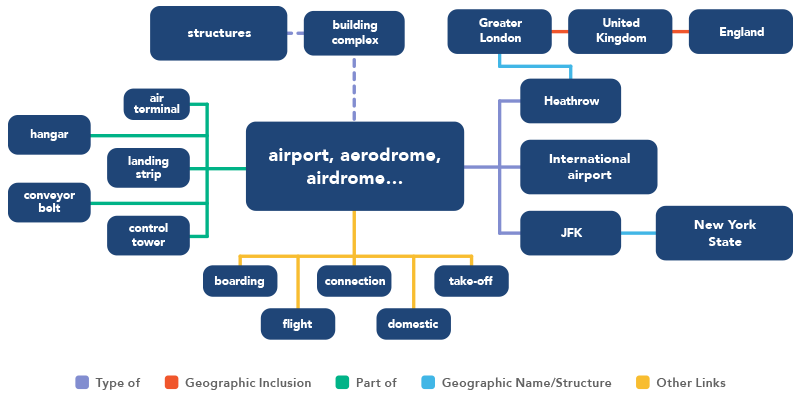 structures
building
complex
Greater
London
United
Kingdom
England
air
terminal
hangar
landing
strip
conveyor
belt
control
tower
airport, aerodrome,
airdrome...
Heathrow
International
airport
JFK
New York
State
boarding
connection
take-off
flight
domestic
Type of
Geographic Inclusion
Part of
Geographic Name/Structure
Other Links